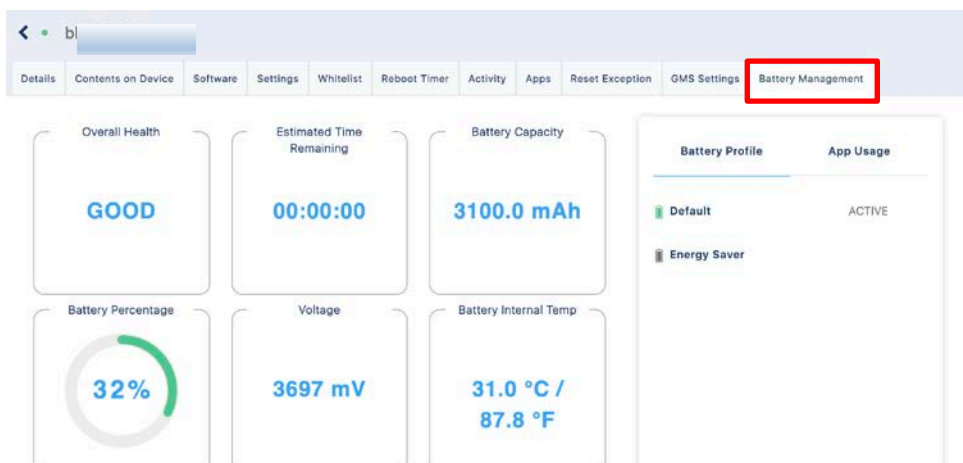 Details Contents on Device Software Settings Whitelist Reboot Timer Activity Apps Reset Exception GMS Settings Battery Management
Overall Health
GOOD
Estimated Time
Remaining
00:00:00
Battery Capacity
3100.0 mAh
Battery Profile App Usage
Default ACTIVE
Energy Saver
Battery Percentage
32%
Voltage
3697 mV
Battery Internal Temp
31.0 °C /
87.8 °F